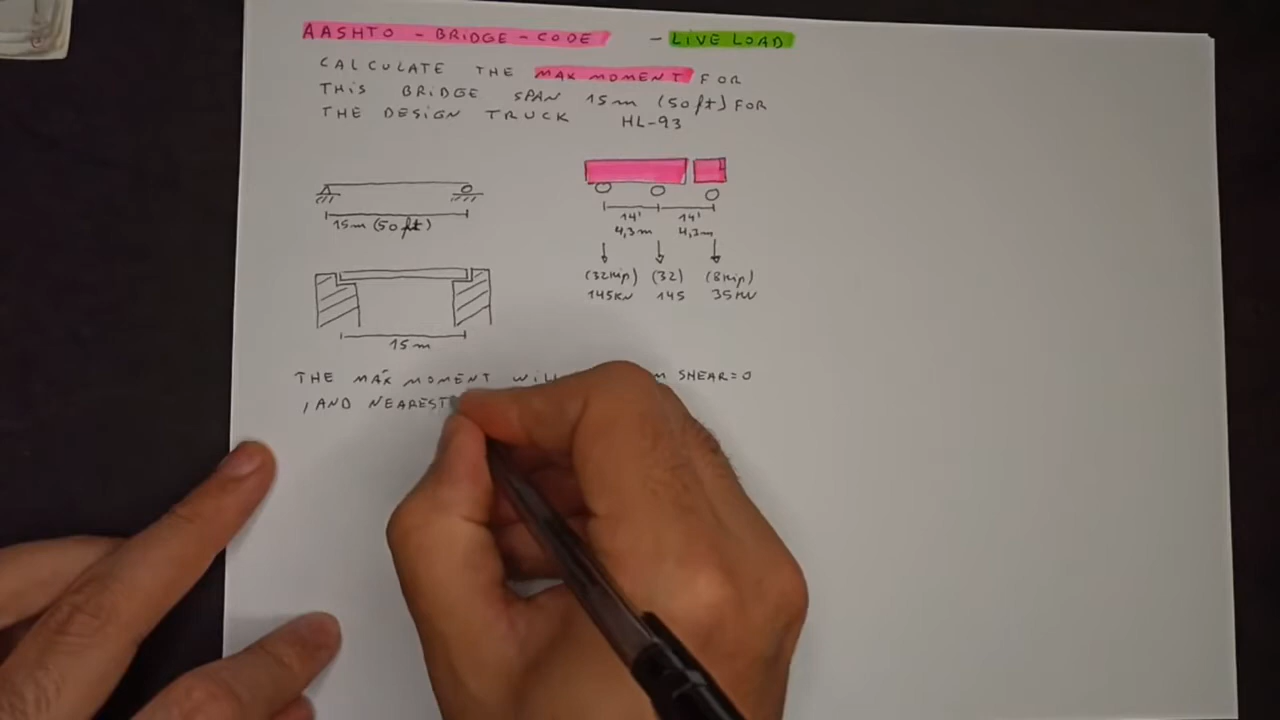 AASHTO - BRIDGE - CODE - LIVE LOAD
CALCULATE THE MAX MOMENT FOR
THIS BRIDGE SPAN 15m (50ft) FOR
THE DESIGN TRUCK HL-93
15m (50ft)
14' 14'
4,3m 4,3m
(32kip) (32) (8kip)
145KN 145 35KN
15m
THE MAX MOMENT WILL SHEAR=0
, AND NEAREST